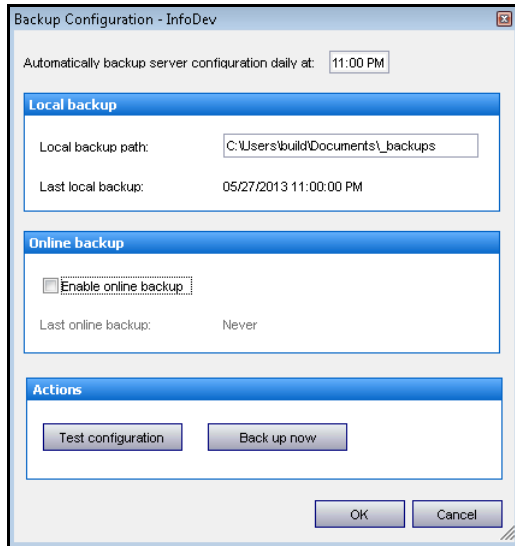 Backup Configuration - InfoDev
Automatically backup server configuration daily at: 11:00 PM
Local backup
Local backup path: C:\Users\build\Documents\_backups
Last local backup: 05/27/2013 11:00:00 PM
Online backup
Enable online backup
Last online backup: Never
Actions
Test configuration Back up now
OK Cancel